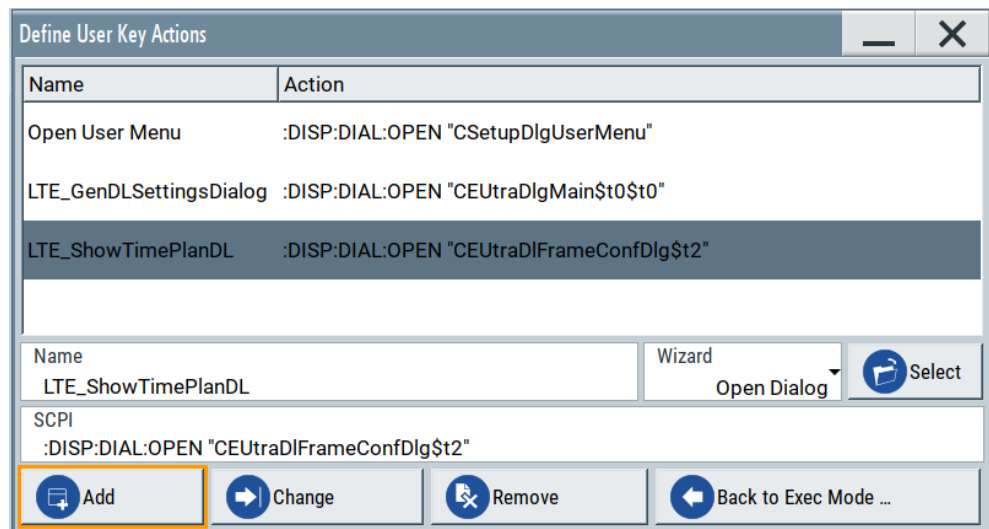 Define User Key Actions
Name Action
Open User Menu :DISP:DIAL:OPEN "CSetupDlgUserMenu"
LTE_GenDLSettingsDialog :DISP:DIAL:OPEN "CEUtraDlgMain$t0$t0"
LTE_ShowTimePlanDL :DISP:DIAL:OPEN "CEUtraDlFrameConfDlg$t2"
Name Wizard
LTE_ShowTimePlanDL Open Dialog Select
SCPI
:DISP:DIAL:OPEN "CEUtraDlFrameConfDlg$t2"
Add Change Remove Back to Exec Mode ...